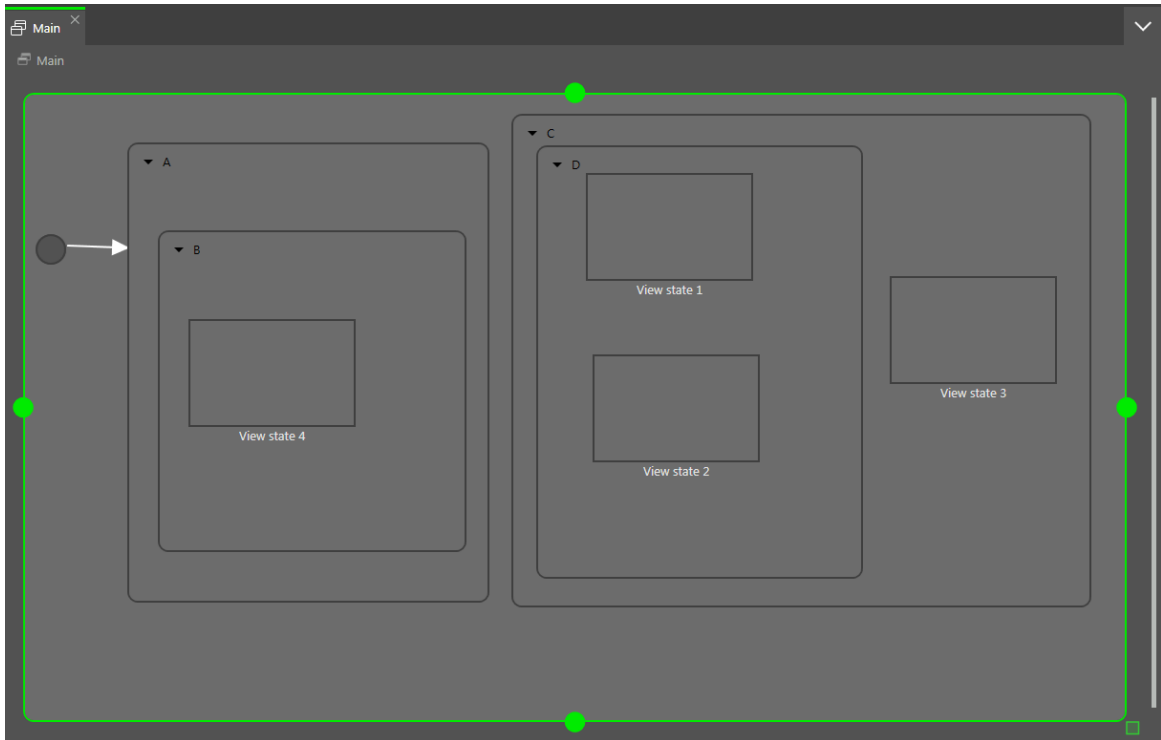 Main
Main
A
B
View state 4
C
D
View state 1
View state 2
View state 3